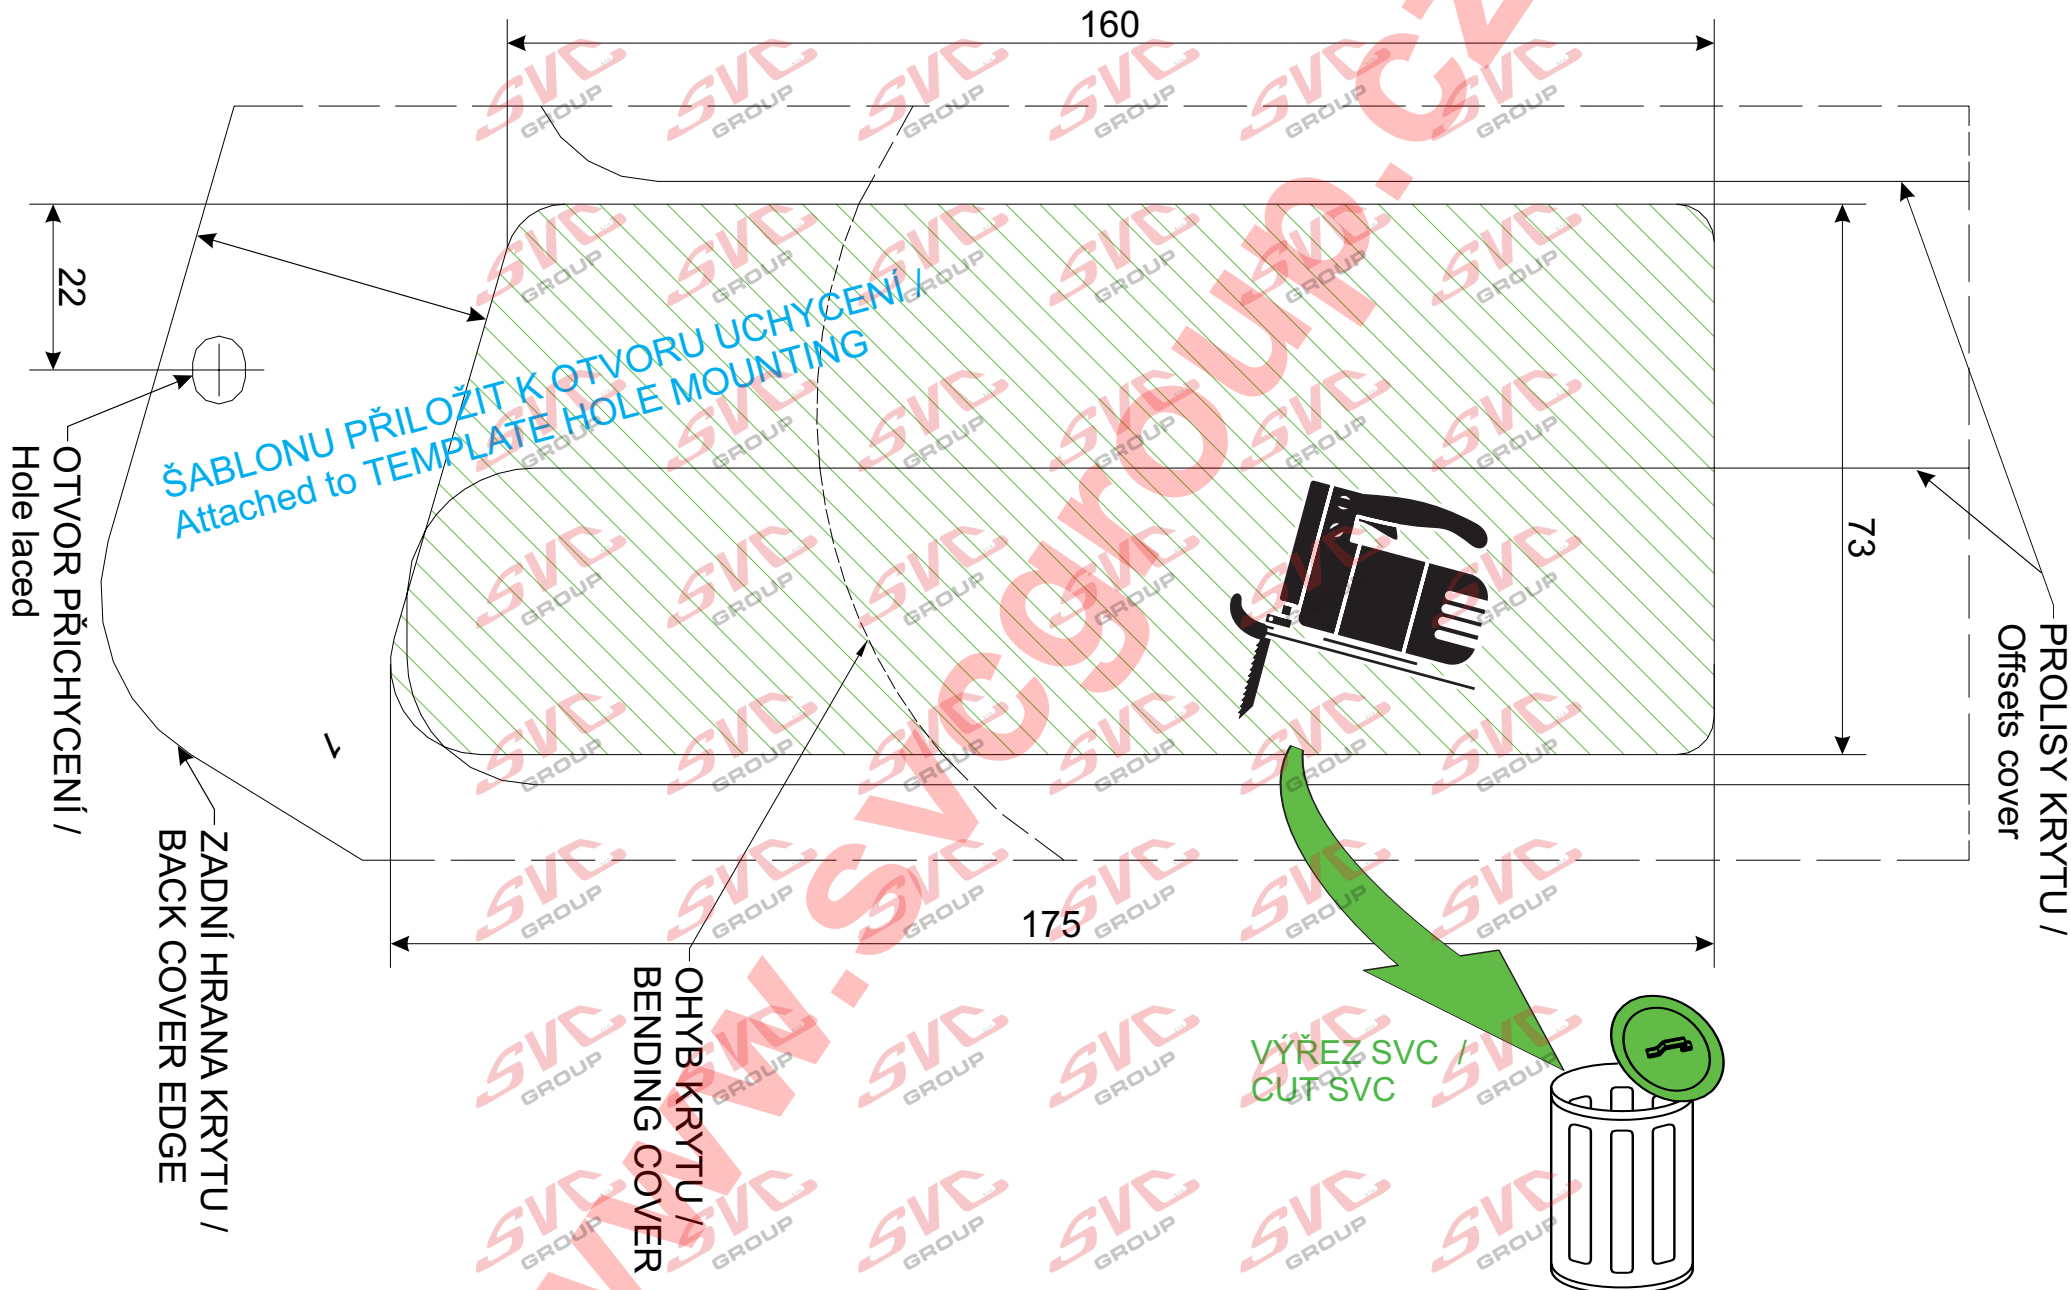 160
22
ŠABLONU PŘILOŽIT K OTVORU UCHYCENÍ /
Attached to TEMPLATE HOLE MOUNTING
73
OTVOR PŘICHYCENÍ /
Hole laced
PROLISY KRYTU /
Offsets cover
1
ZADNÍ HRANA KRYTU /
BACK COVER EDGE
175
OHYB KRYTU /
BENDING COVER
VÝŘEZ SVC /
CUT SVC
www.svcgroup.cz
SVC GROUP